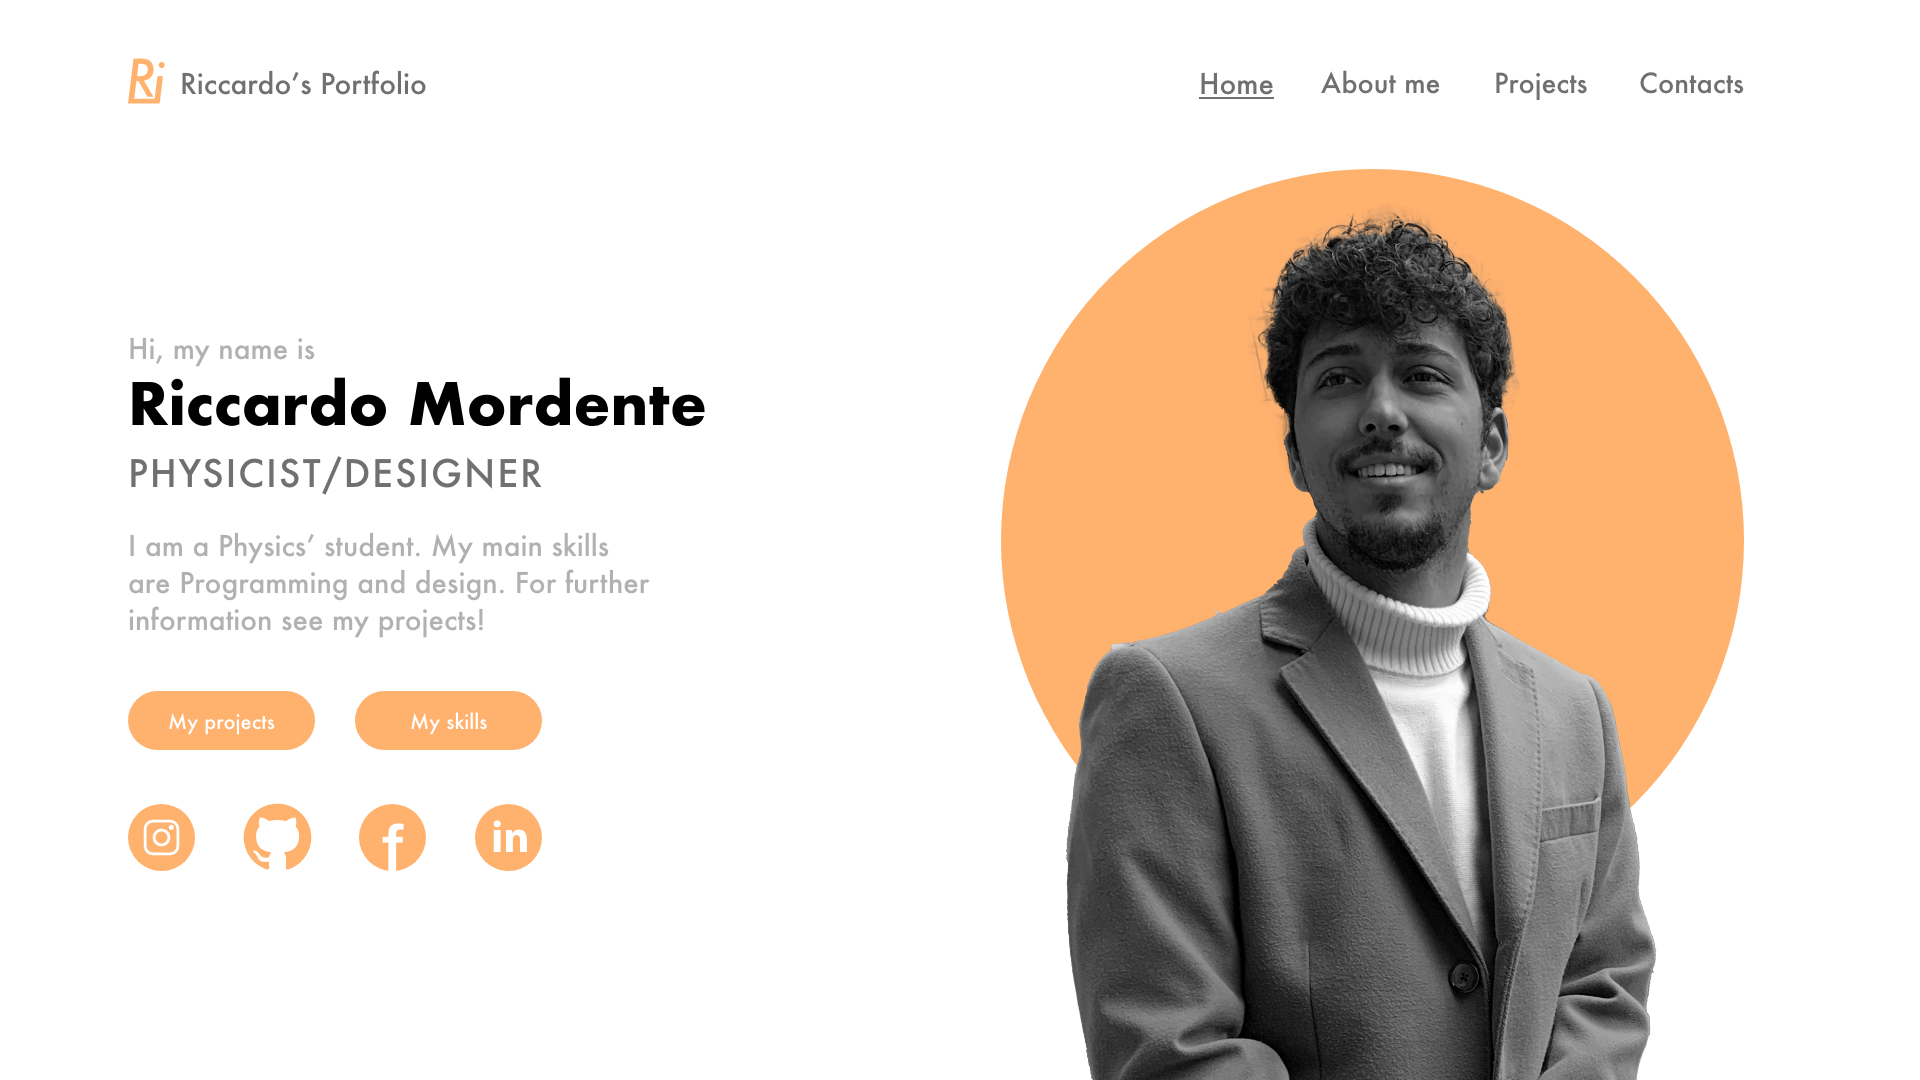 Ri Riccardo’s Portfolio
Home About me Projects Contacts
Hi, my name is
Riccardo Mordente
PHYSICIST/DESIGNER
I am a Physics’ student. My main skills
are Programming and design. For further
information see my projects!
My projects My skills
f in